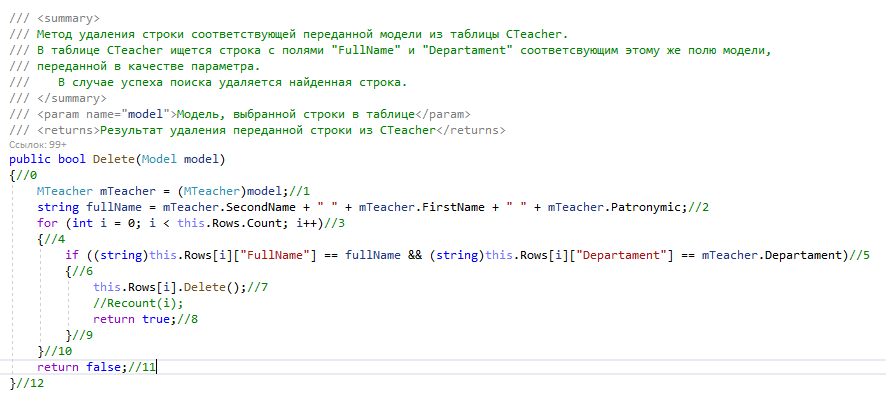 /// <summary>
/// Метод удаления строки соответствующей переданной модели из таблицы CTeacher.
/// В таблице CTeacher ищется строка с полями "FullName" и "Departament" соответсвующим этому же полю модели,
/// переданной в качестве параметра.
///    В случае успеха поиска удаляется найденная строка.
/// </summary>
/// <param name="model">Модель, выбранной строки в таблице</param>
/// <returns>Результат удаления переданной строки из CTeacher</returns>
Ссылок: 99+
public bool Delete(Model model)
{//0
    MTeacher mTeacher = (MTeacher)model;//1
    string fullName = mTeacher.SecondName + " " + mTeacher.FirstName + " " + mTeacher.Patronymic;//2
    for (int i = 0; i < this.Rows.Count; i++)//3
    {//4
        if ((string)this.Rows[i]["FullName"] == fullName && (string)this.Rows[i]["Departament"] == mTeacher.Departament)//5
        {//6
            this.Rows[i].Delete();//7
            //Recount(i);
            return true;//8
        }//9
    }//10
    return false;//11
}//12